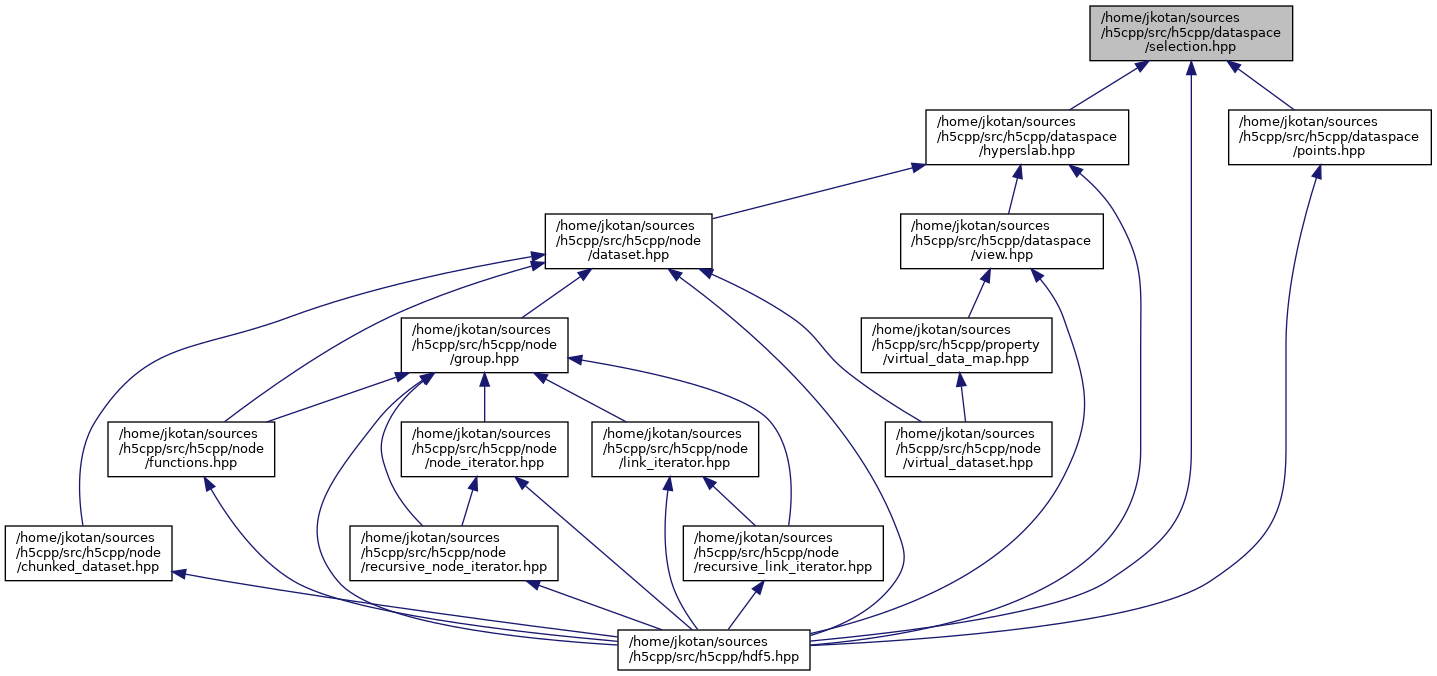 /home/jkotan/sources
/h5cpp/src/h5cpp/dataspace
/selection.hpp
/home/jkotan/sources
/h5cpp/src/h5cpp/dataspace
/hyperslab.hpp
/home/jkotan/sources
/h5cpp/src/h5cpp/dataspace
/points.hpp
/home/jkotan/sources
/h5cpp/src/h5cpp/node
/dataset.hpp
/home/jkotan/sources
/h5cpp/src/h5cpp/dataspace
/view.hpp
/home/jkotan/sources
/h5cpp/src/h5cpp/node
/group.hpp
/home/jkotan/sources
/h5cpp/src/h5cpp/property
/virtual_data_map.hpp
/home/jkotan/sources
/h5cpp/src/h5cpp/node
/functions.hpp
/home/jkotan/sources
/h5cpp/src/h5cpp/node
/node_iterator.hpp
/home/jkotan/sources
/h5cpp/src/h5cpp/node
/link_iterator.hpp
/home/jkotan/sources
/h5cpp/src/h5cpp/node
/virtual_dataset.hpp
/home/jkotan/sources
/h5cpp/src/h5cpp/node
/chunked_dataset.hpp
/home/jkotan/sources
/h5cpp/src/h5cpp/node
/recursive_node_iterator.hpp
/home/jkotan/sources
/h5cpp/src/h5cpp/node
/recursive_link_iterator.hpp
/home/jkotan/sources
/h5cpp/src/h5cpp/hdf5.hpp